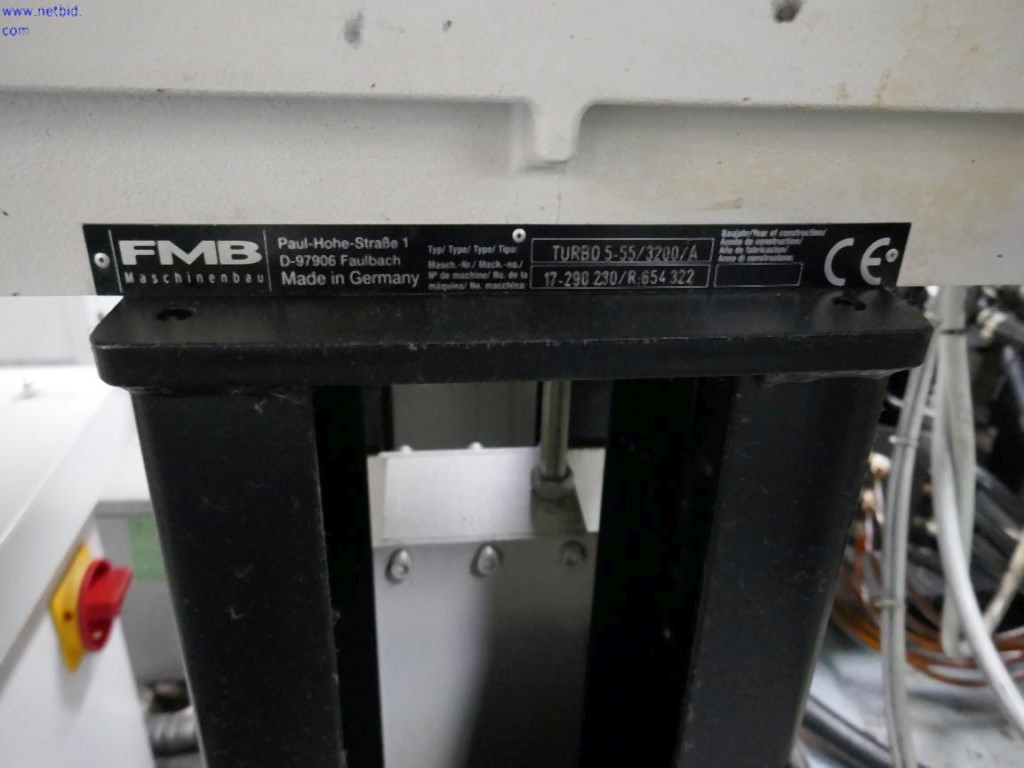 www.netbid.
com
FMB
Maschinenbau
Paul-Hohe-Straße 1
D-97906 Faulbach
Made in Germany
Typ/ Type/ Type/ Tipo:
TURBO 5-55/3200/A
Masch.-Nr/ Mach.-no./
Nº de machine/ No. de la
máquina/ No. macchina:
17-290 230/R:654 322
Baujahr/Year of construction/
Année de construction/
Año de fabricación/
Anno di costruzione:
CE